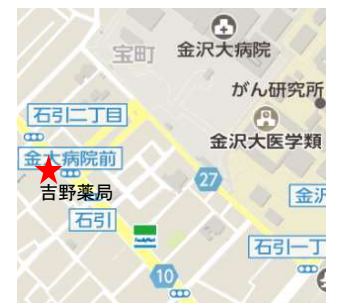 宝町
金沢大病院
がん研究所
石引二丁目
金沢大医学類
金大病院前
吉野薬局
27
金沢
石引
FamilyMart
石引一丁
10